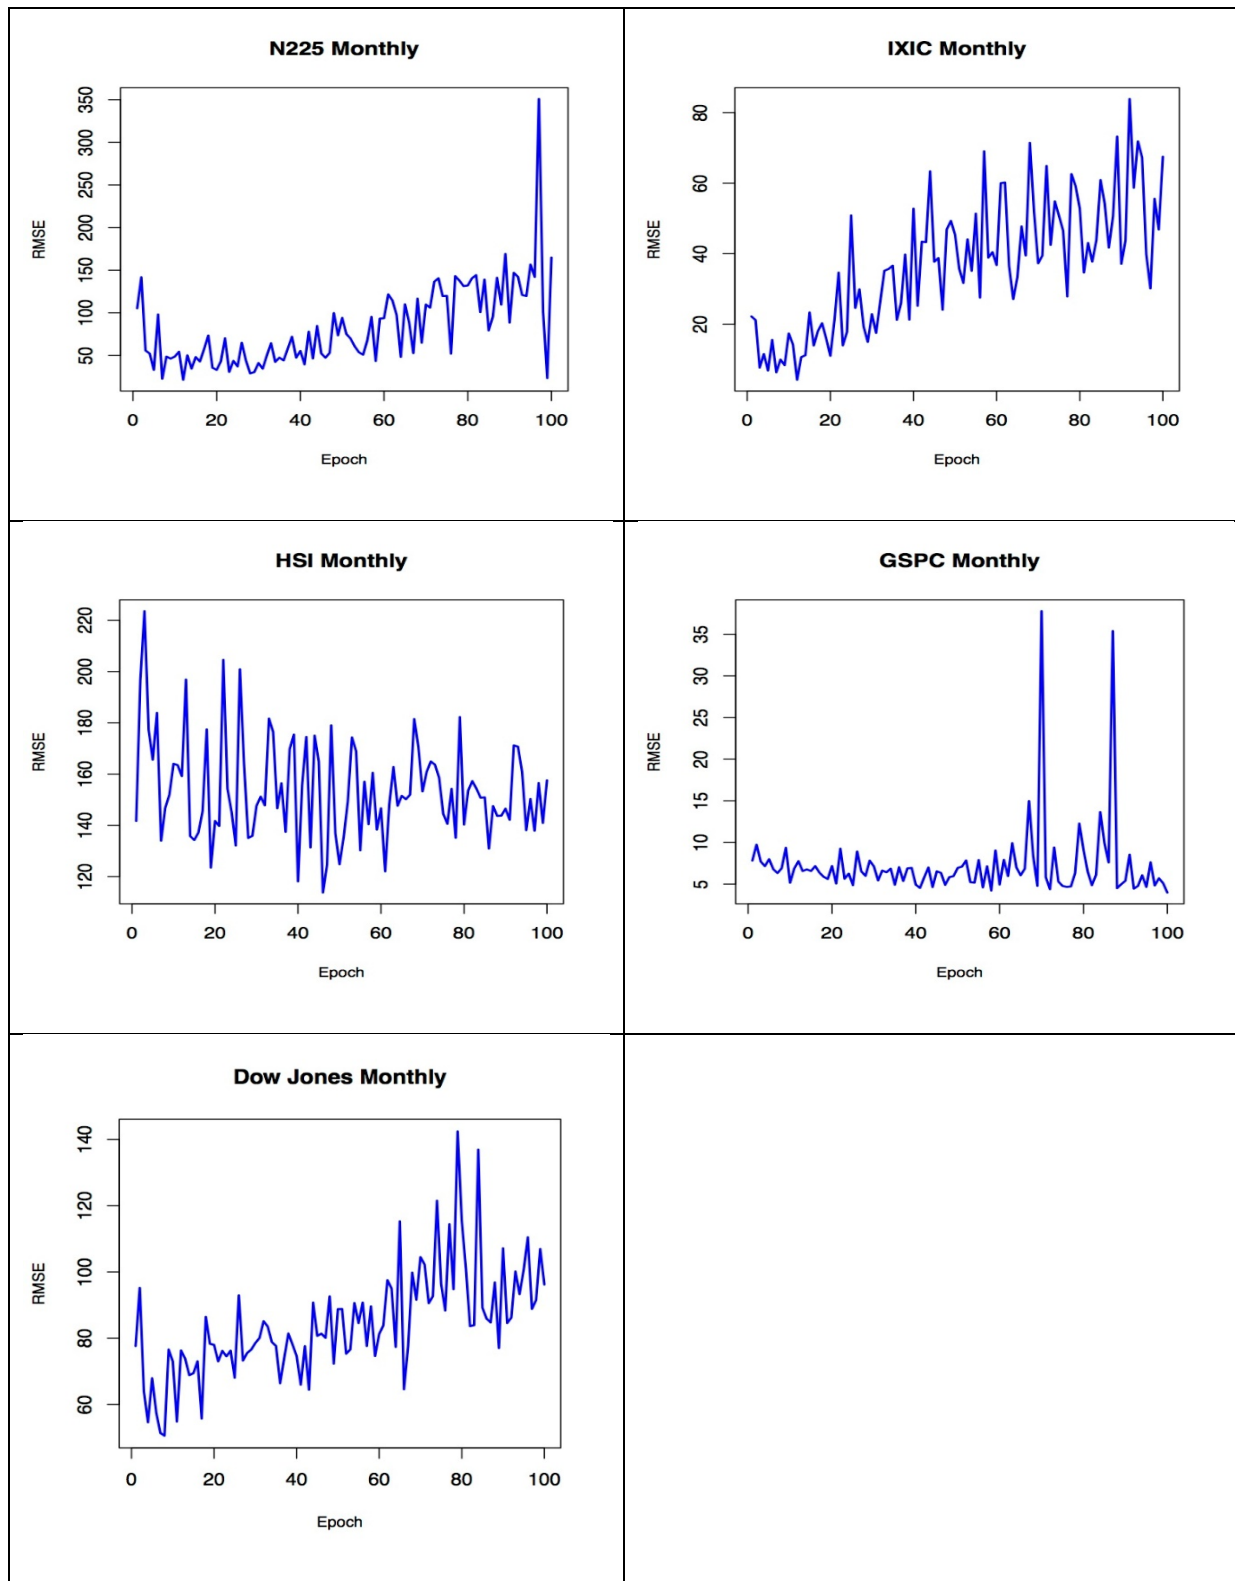 N225 Monthly
RMSE
350
300
250
200
150
100
50
0 20 40 60 80 100
Epoch
IXIC Monthly
RMSE
80
60
40
20
0 20 40 60 80 100
Epoch
HSI Monthly
RMSE
220
200
180
160
140
120
0 20 40 60 80 100
Epoch
GSPC Monthly
RMSE
35
30
25
20
15
10
5
0 20 40 60 80 100
Epoch
Dow Jones Monthly
RMSE
140
120
100
80
60
0 20 40 60 80 100
Epoch